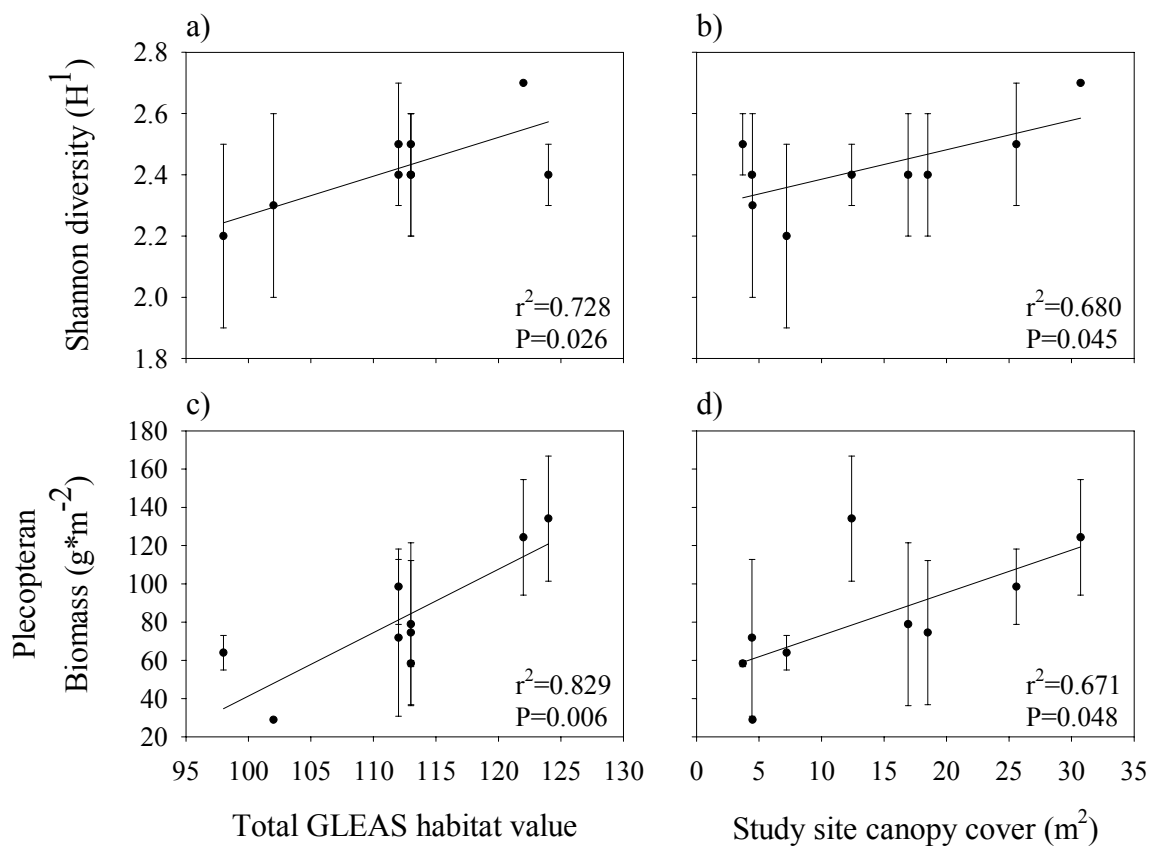 a)
b)
Shannon diversity (H¹)
2.8
2.6
2.4
2.2
2.0
1.8
r²=0.728
P=0.026
r²=0.680
P=0.045
c)
d)
Plecopteran
Biomass (g*m⁻²)
180
160
140
120
100
80
60
40
20
r²=0.829
P=0.006
r²=0.671
P=0.048
95 100 105 110 115 120 125 130
0 5 10 15 20 25 30 35
Total GLEAS habitat value
Study site canopy cover (m²)